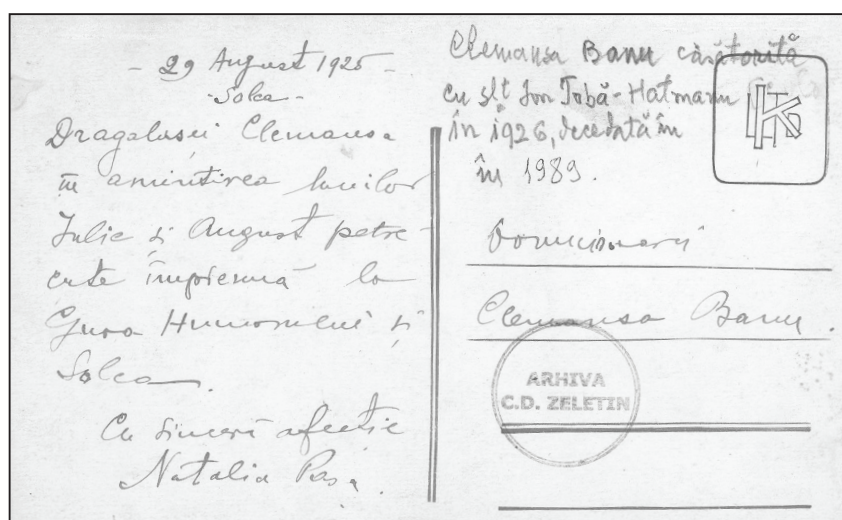 - 29 August 1925 -
- Solca -
Dragalasei Clemansa
în amintirea lunilor
Iulie și August petre-
cute împreună la
Gura Humorului și
Solca.
Cu sinceră afecție
Natalia
Clemansa Banu căsătorită
cu slt Ion Tobă-Hatmanu
în 1926, decedată în
în 1989.
Domnișoarei
Clemansa Banu.
ARHIVA
C.D. ZELETIN